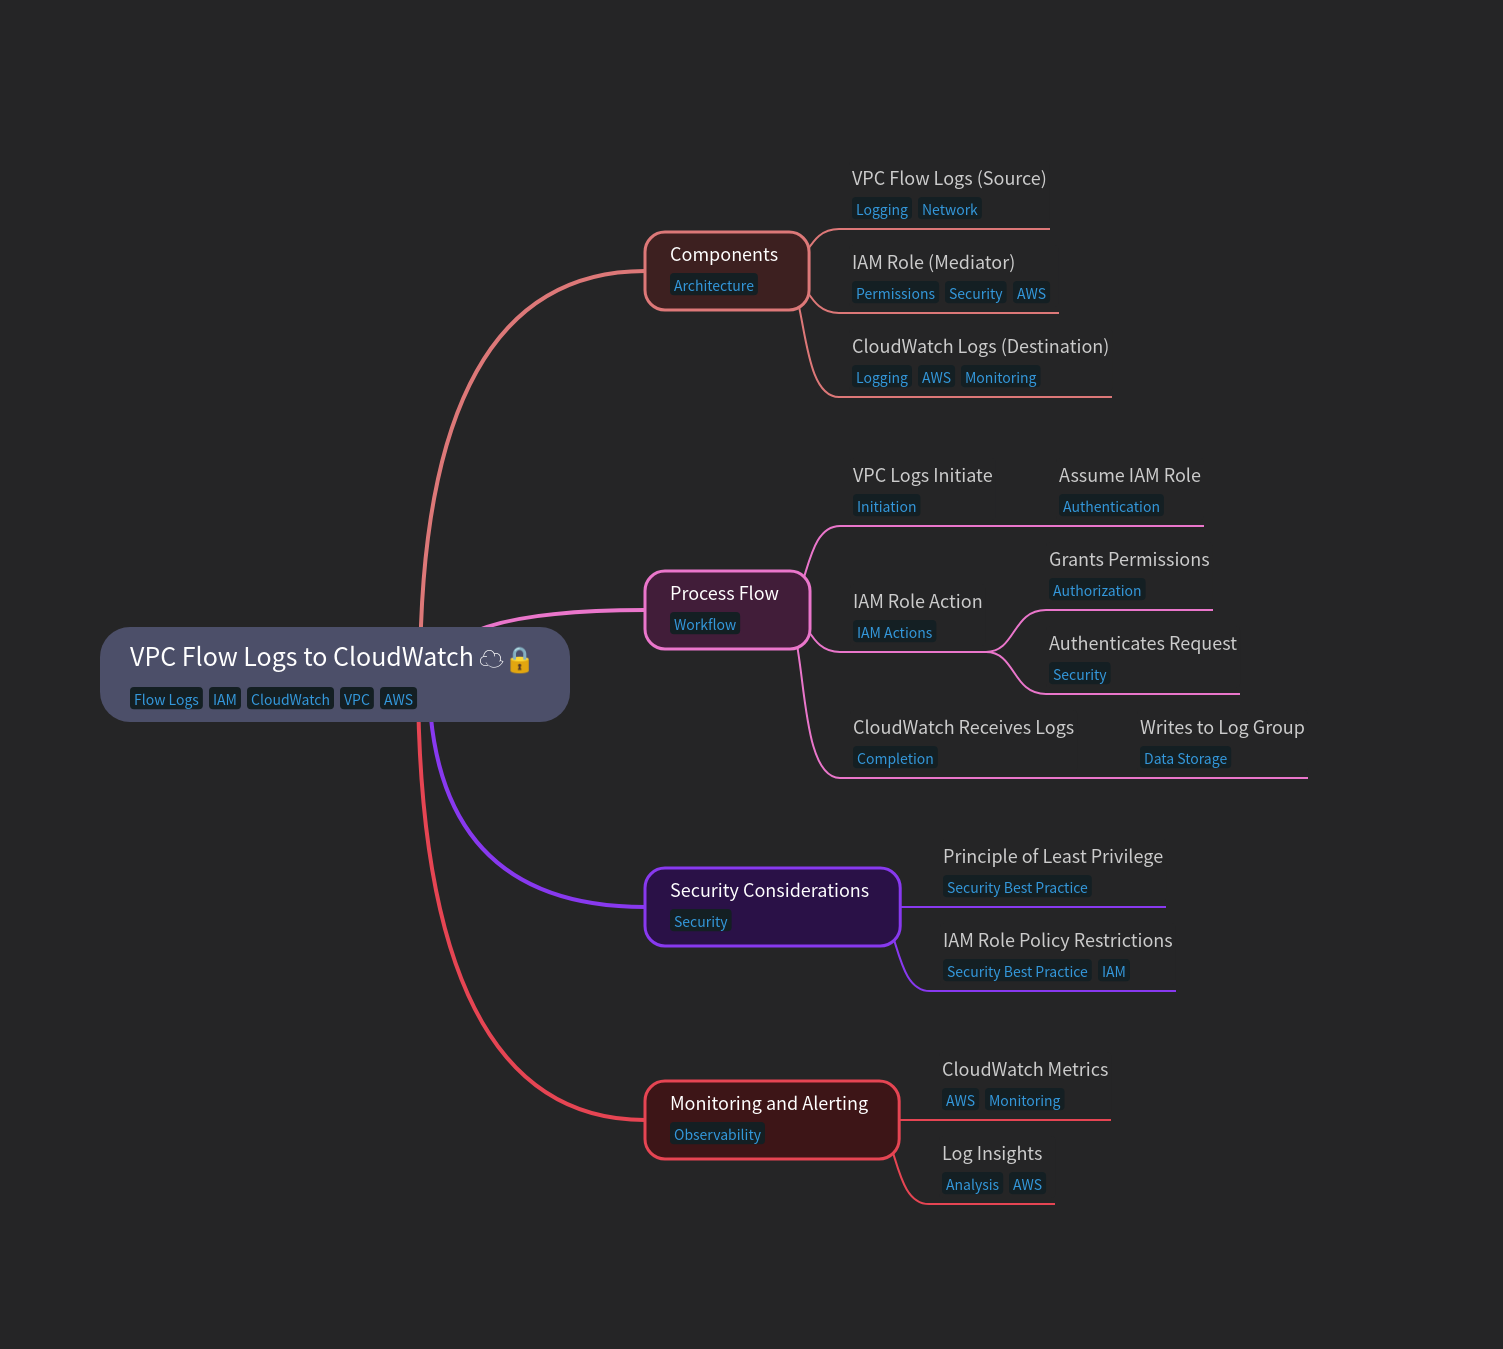 VPC Flow Logs to CloudWatch ☁🔒
Flow Logs IAM CloudWatch VPC AWS
Components
Architecture
VPC Flow Logs (Source)
Logging Network
IAM Role (Mediator)
Permissions Security AWS
CloudWatch Logs (Destination)
Logging AWS Monitoring
Process Flow
Workflow
VPC Logs Initiate
Initiation
Assume IAM Role
Authentication
IAM Role Action
IAM Actions
Grants Permissions
Authorization
Authenticates Request
Security
CloudWatch Receives Logs
Completion
Writes to Log Group
Data Storage
Security Considerations
Security
Principle of Least Privilege
Security Best Practice
IAM Role Policy Restrictions
Security Best Practice IAM
Monitoring and Alerting
Observability
CloudWatch Metrics
AWS Monitoring
Log Insights
Analysis AWS